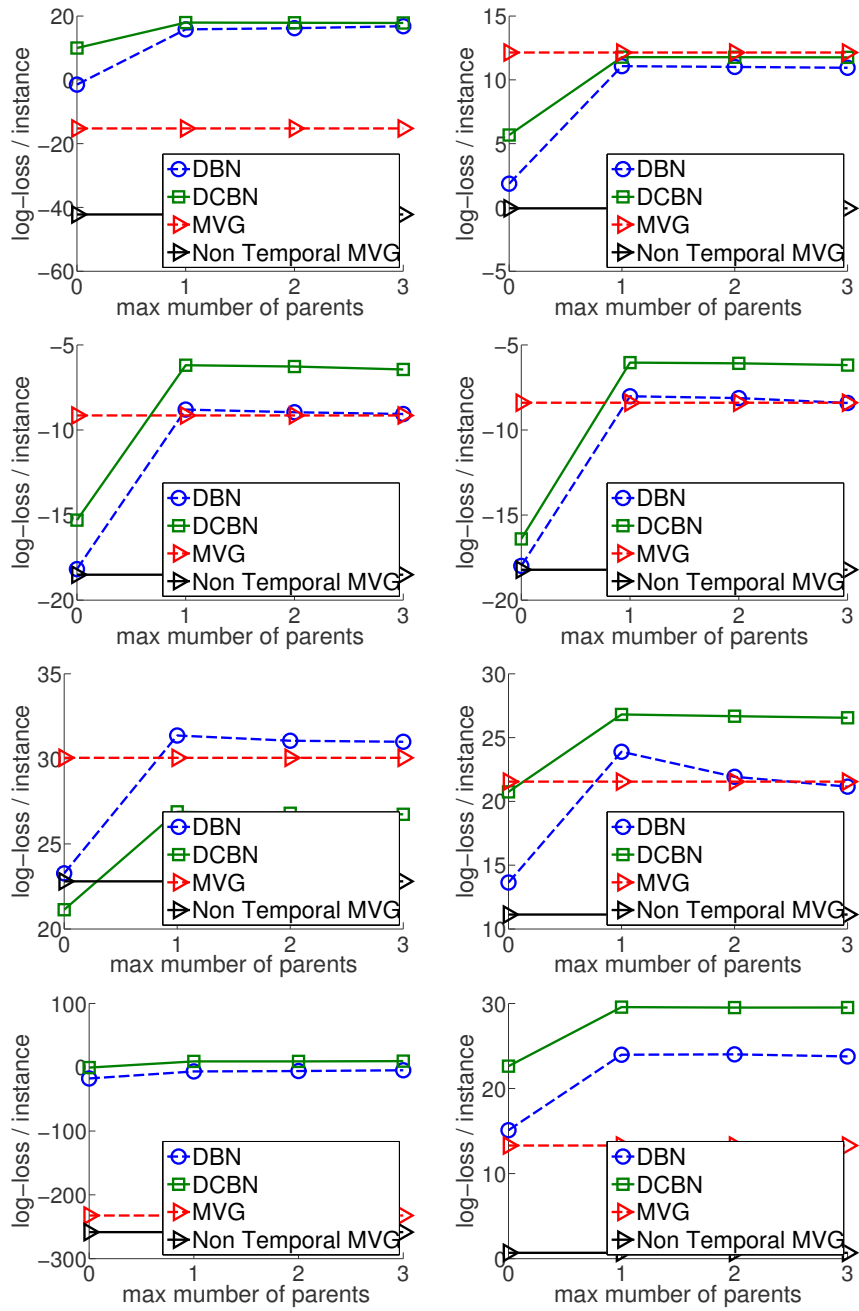 20
0
−20
−40
−60
log−loss / instance
DBN
DCBN
MVG
Non Temporal MVG
0 1 2 3
max mumber of parents
15
10
5
0
−5
log−loss / instance
DBN
DCBN
MVG
Non Temporal MVG
0 1 2 3
max mumber of parents
−5
−10
−15
−20
log−loss / instance
DBN
DCBN
MVG
Non Temporal MVG
0 1 2 3
max mumber of parents
−5
−10
−15
−20
log−loss / instance
DBN
DCBN
MVG
Non Temporal MVG
0 1 2 3
max mumber of parents
35
30
25
20
log−loss / instance
DBN
DCBN
MVG
Non Temporal MVG
0 1 2 3
max mumber of parents
30
25
20
15
10
log−loss / instance
DBN
DCBN
MVG
Non Temporal MVG
0 1 2 3
max mumber of parents
100
0
−100
−200
−300
log−loss / instance
DBN
DCBN
MVG
Non Temporal MVG
0 1 2 3
max mumber of parents
30
20
10
0
log−loss / instance
DBN
DCBN
MVG
Non Temporal MVG
0 1 2 3
max mumber of parents